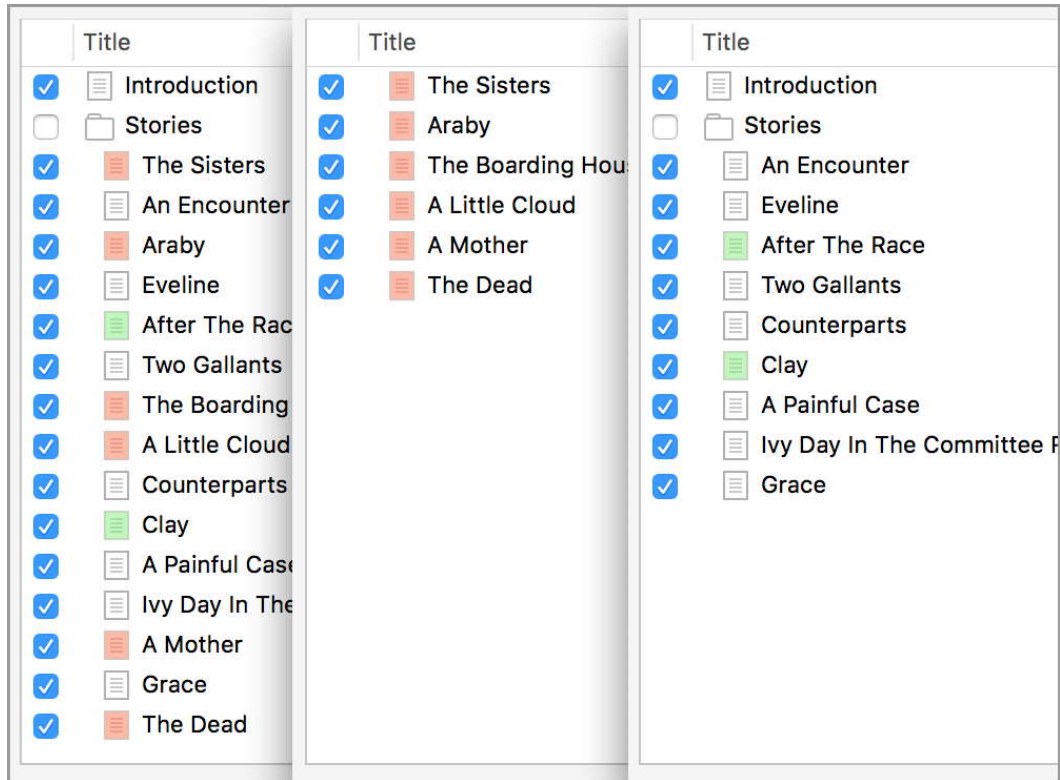 Title
Introduction
Stories
The Sisters
An Encounter
Araby
Eveline
After The Rac
Two Gallants
The Boarding
A Little Cloud
Counterparts
Clay
A Painful Case
Ivy Day In The
A Mother
Grace
The Dead
Title
The Sisters
Araby
The Boarding Hou
A Little Cloud
A Mother
The Dead
Title
Introduction
Stories
An Encounter
Eveline
After The Race
Two Gallants
Counterparts
Clay
A Painful Case
Ivy Day In The Committee
Grace